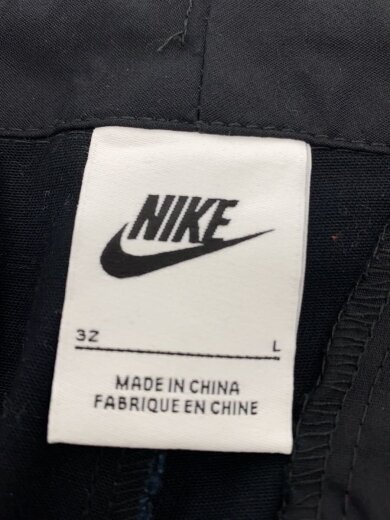 NIKE
32 L
MADE IN CHINA
FABRIQUE EN CHINE